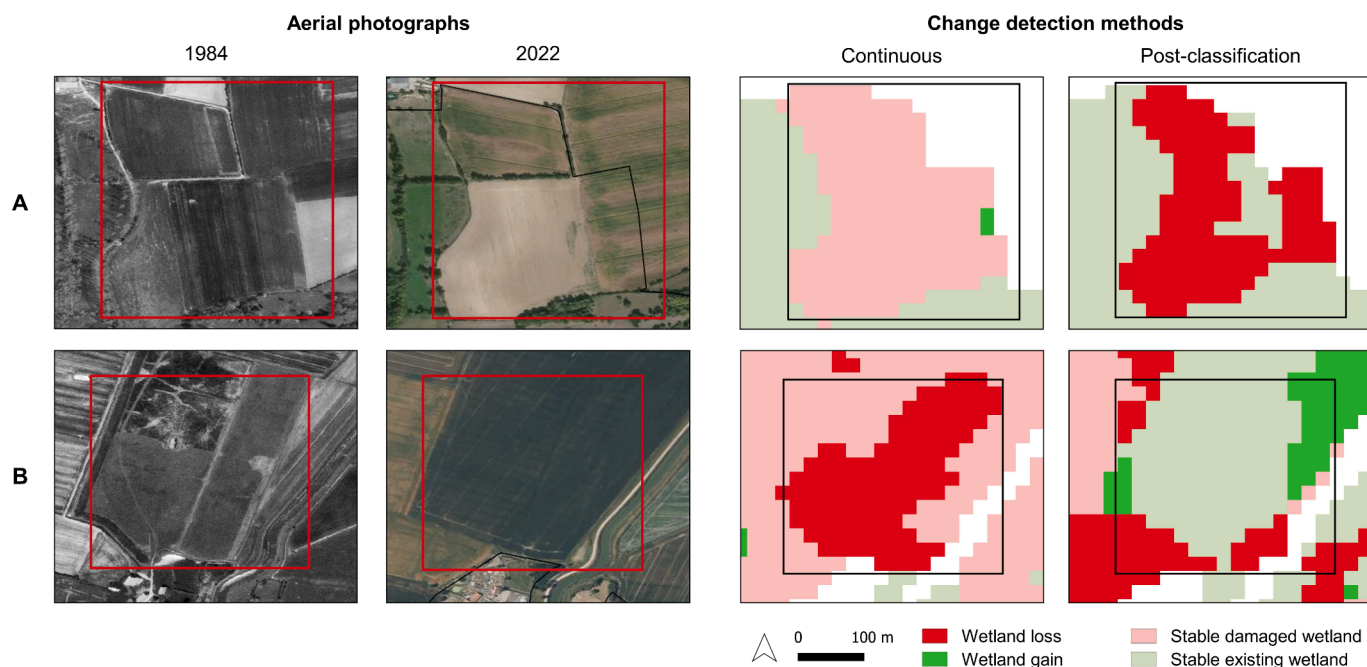 Aerial photographs
Change detection methods
1984
2022
Continuous
Post-classification
A
B
0 100 m
Wetland loss
Wetland gain
Stable damaged wetland
Stable existing wetland